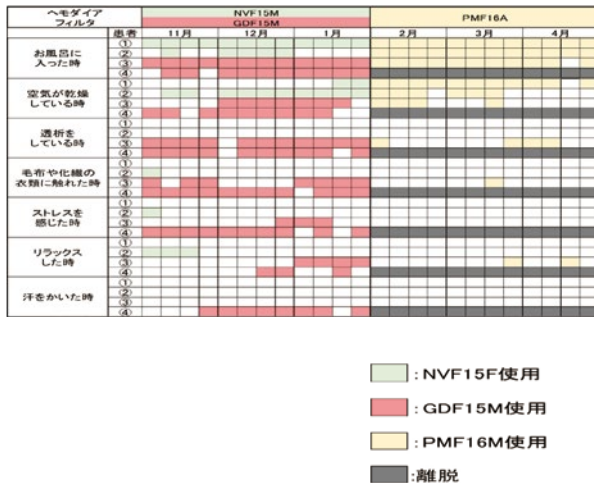 ヘモダイア
フィルタ
NVF15M
GDF15M
PMF16A
患者
11月
12月
1月
2月
3月
4月
お風呂に
入った時
①
②
③
④
空気が乾燥
している時
①
②
③
④
透析を
している時
①
②
③
④
毛布や化繊の
衣類に触れた時
①
②
③
④
ストレスを
感じた時
①
②
③
④
リラックス
した時
①
②
③
④
汗をかいた時
①
②
③
④
:NVF15F使用
:GDF15M使用
:PMF16M使用
:離脱